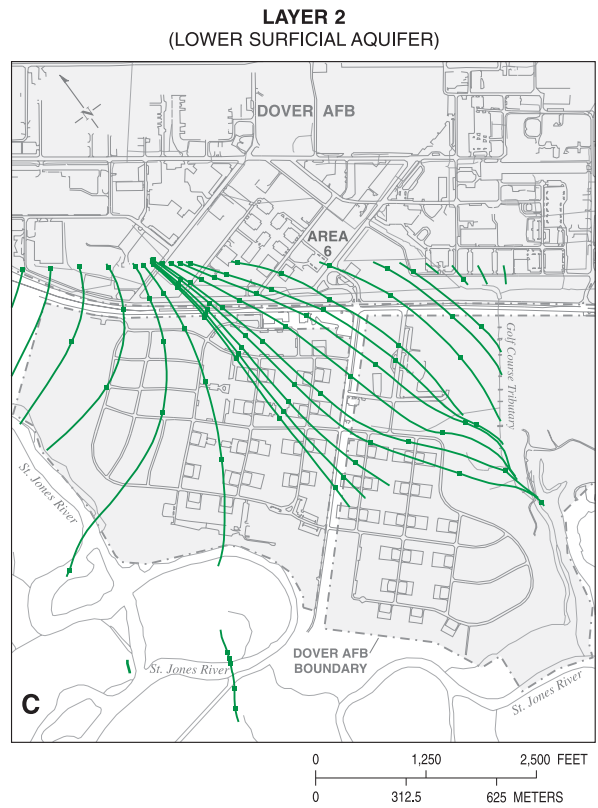 LAYER 2
(LOWER SURFICIAL AQUIFER)
DOVER AFB
AREA
6
Golf Course Tributary
St. Jones River
DOVER AFB
BOUNDARY
St. Jones River
St. Jones River
C
0 1,250 2,500 FEET
0 312.5 625 METERS